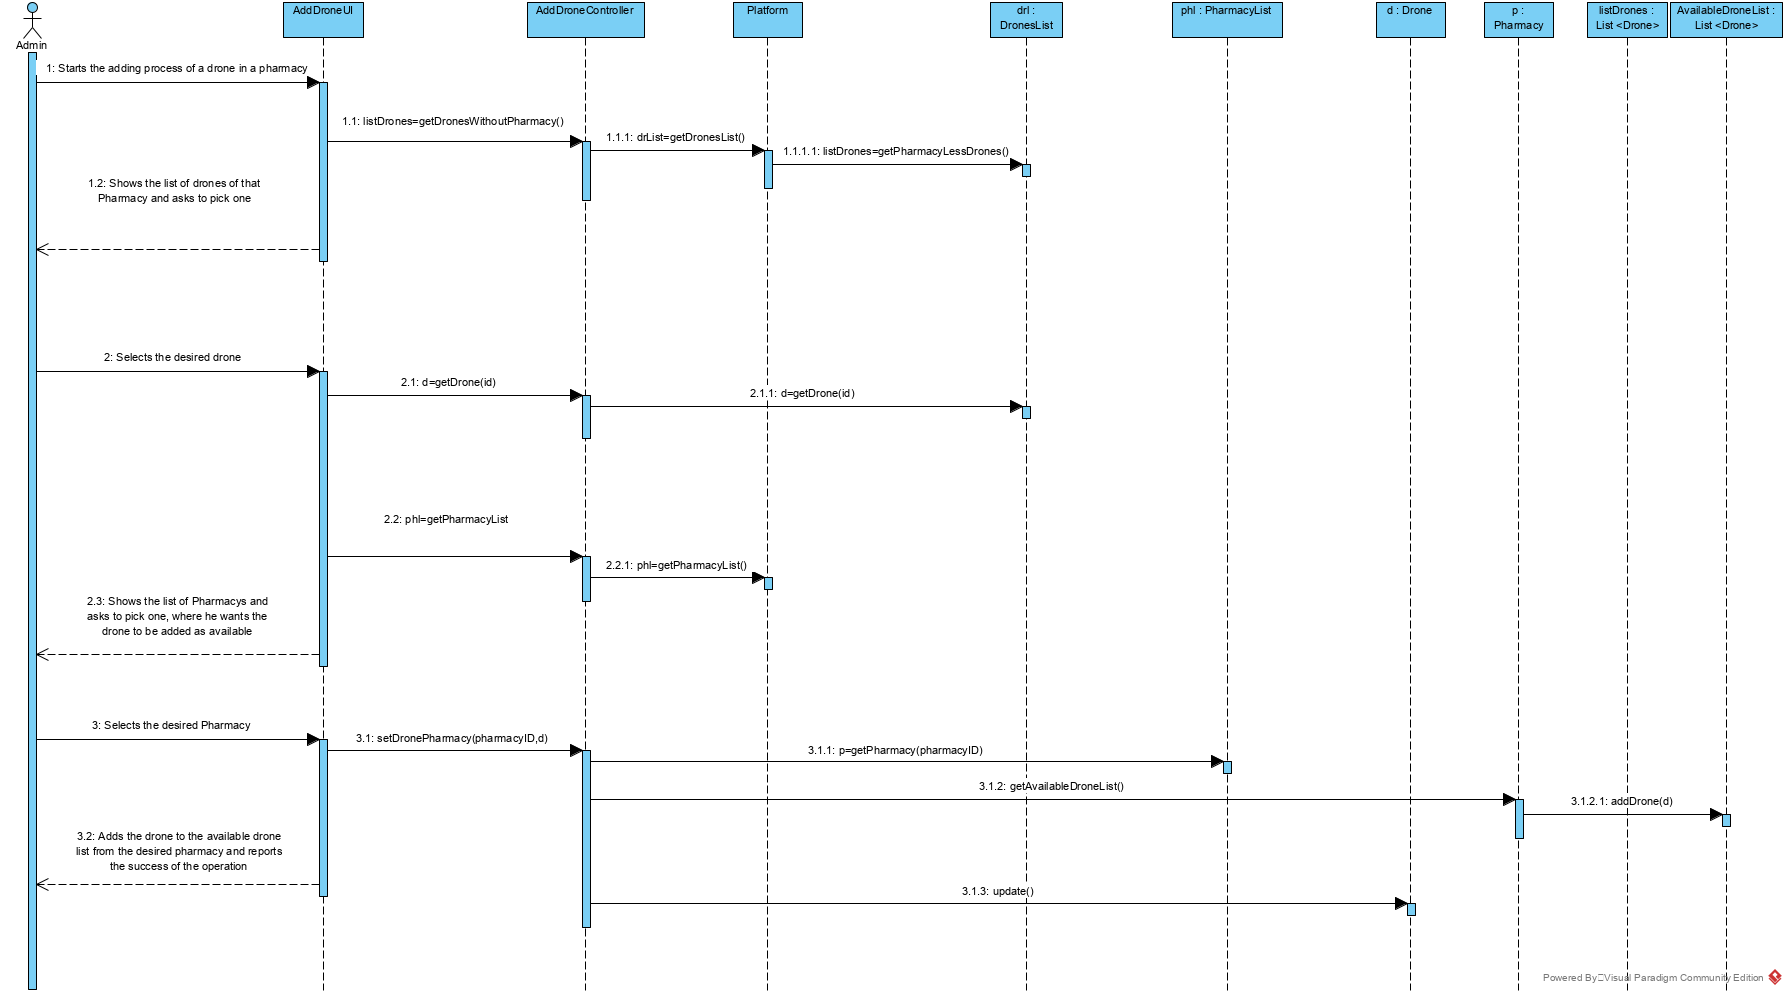 Admin
AddDroneUI
AddDroneController
Platform
drl :
DronesList
phl : PharmacyList
d : Drone
p :
Pharmacy
listDrones :
List <Drone>
AvailableDroneList :
List <Drone>
1: Starts the adding process of a drone in a pharmacy
1.1: listDrones=getDronesWithoutPharmacy()
1.1.1: drList=getDronesList()
1.1.1.1: listDrones=getPharmacyLessDrones()
1.2: Shows the list of drones of that
Pharmacy and asks to pick one
2: Selects the desired drone
2.1: d=getDrone(id)
2.1.1: d=getDrone(id)
2.2: phl=getPharmacyList
2.2.1: phl=getPharmacyList()
2.3: Shows the list of Pharmacys and
asks to pick one, where he wants the
drone to be added as available
3: Selects the desired Pharmacy
3.1: setDronePharmacy(pharmacyID,d)
3.1.1: p=getPharmacy(pharmacyID)
3.1.2: getAvailableDroneList()
3.1.2.1: addDrone(d)
3.2: Adds the drone to the available drone
list from the desired pharmacy and reports
the success of the operation
3.1.3: update()
Powered By Visual Paradigm Community Edition